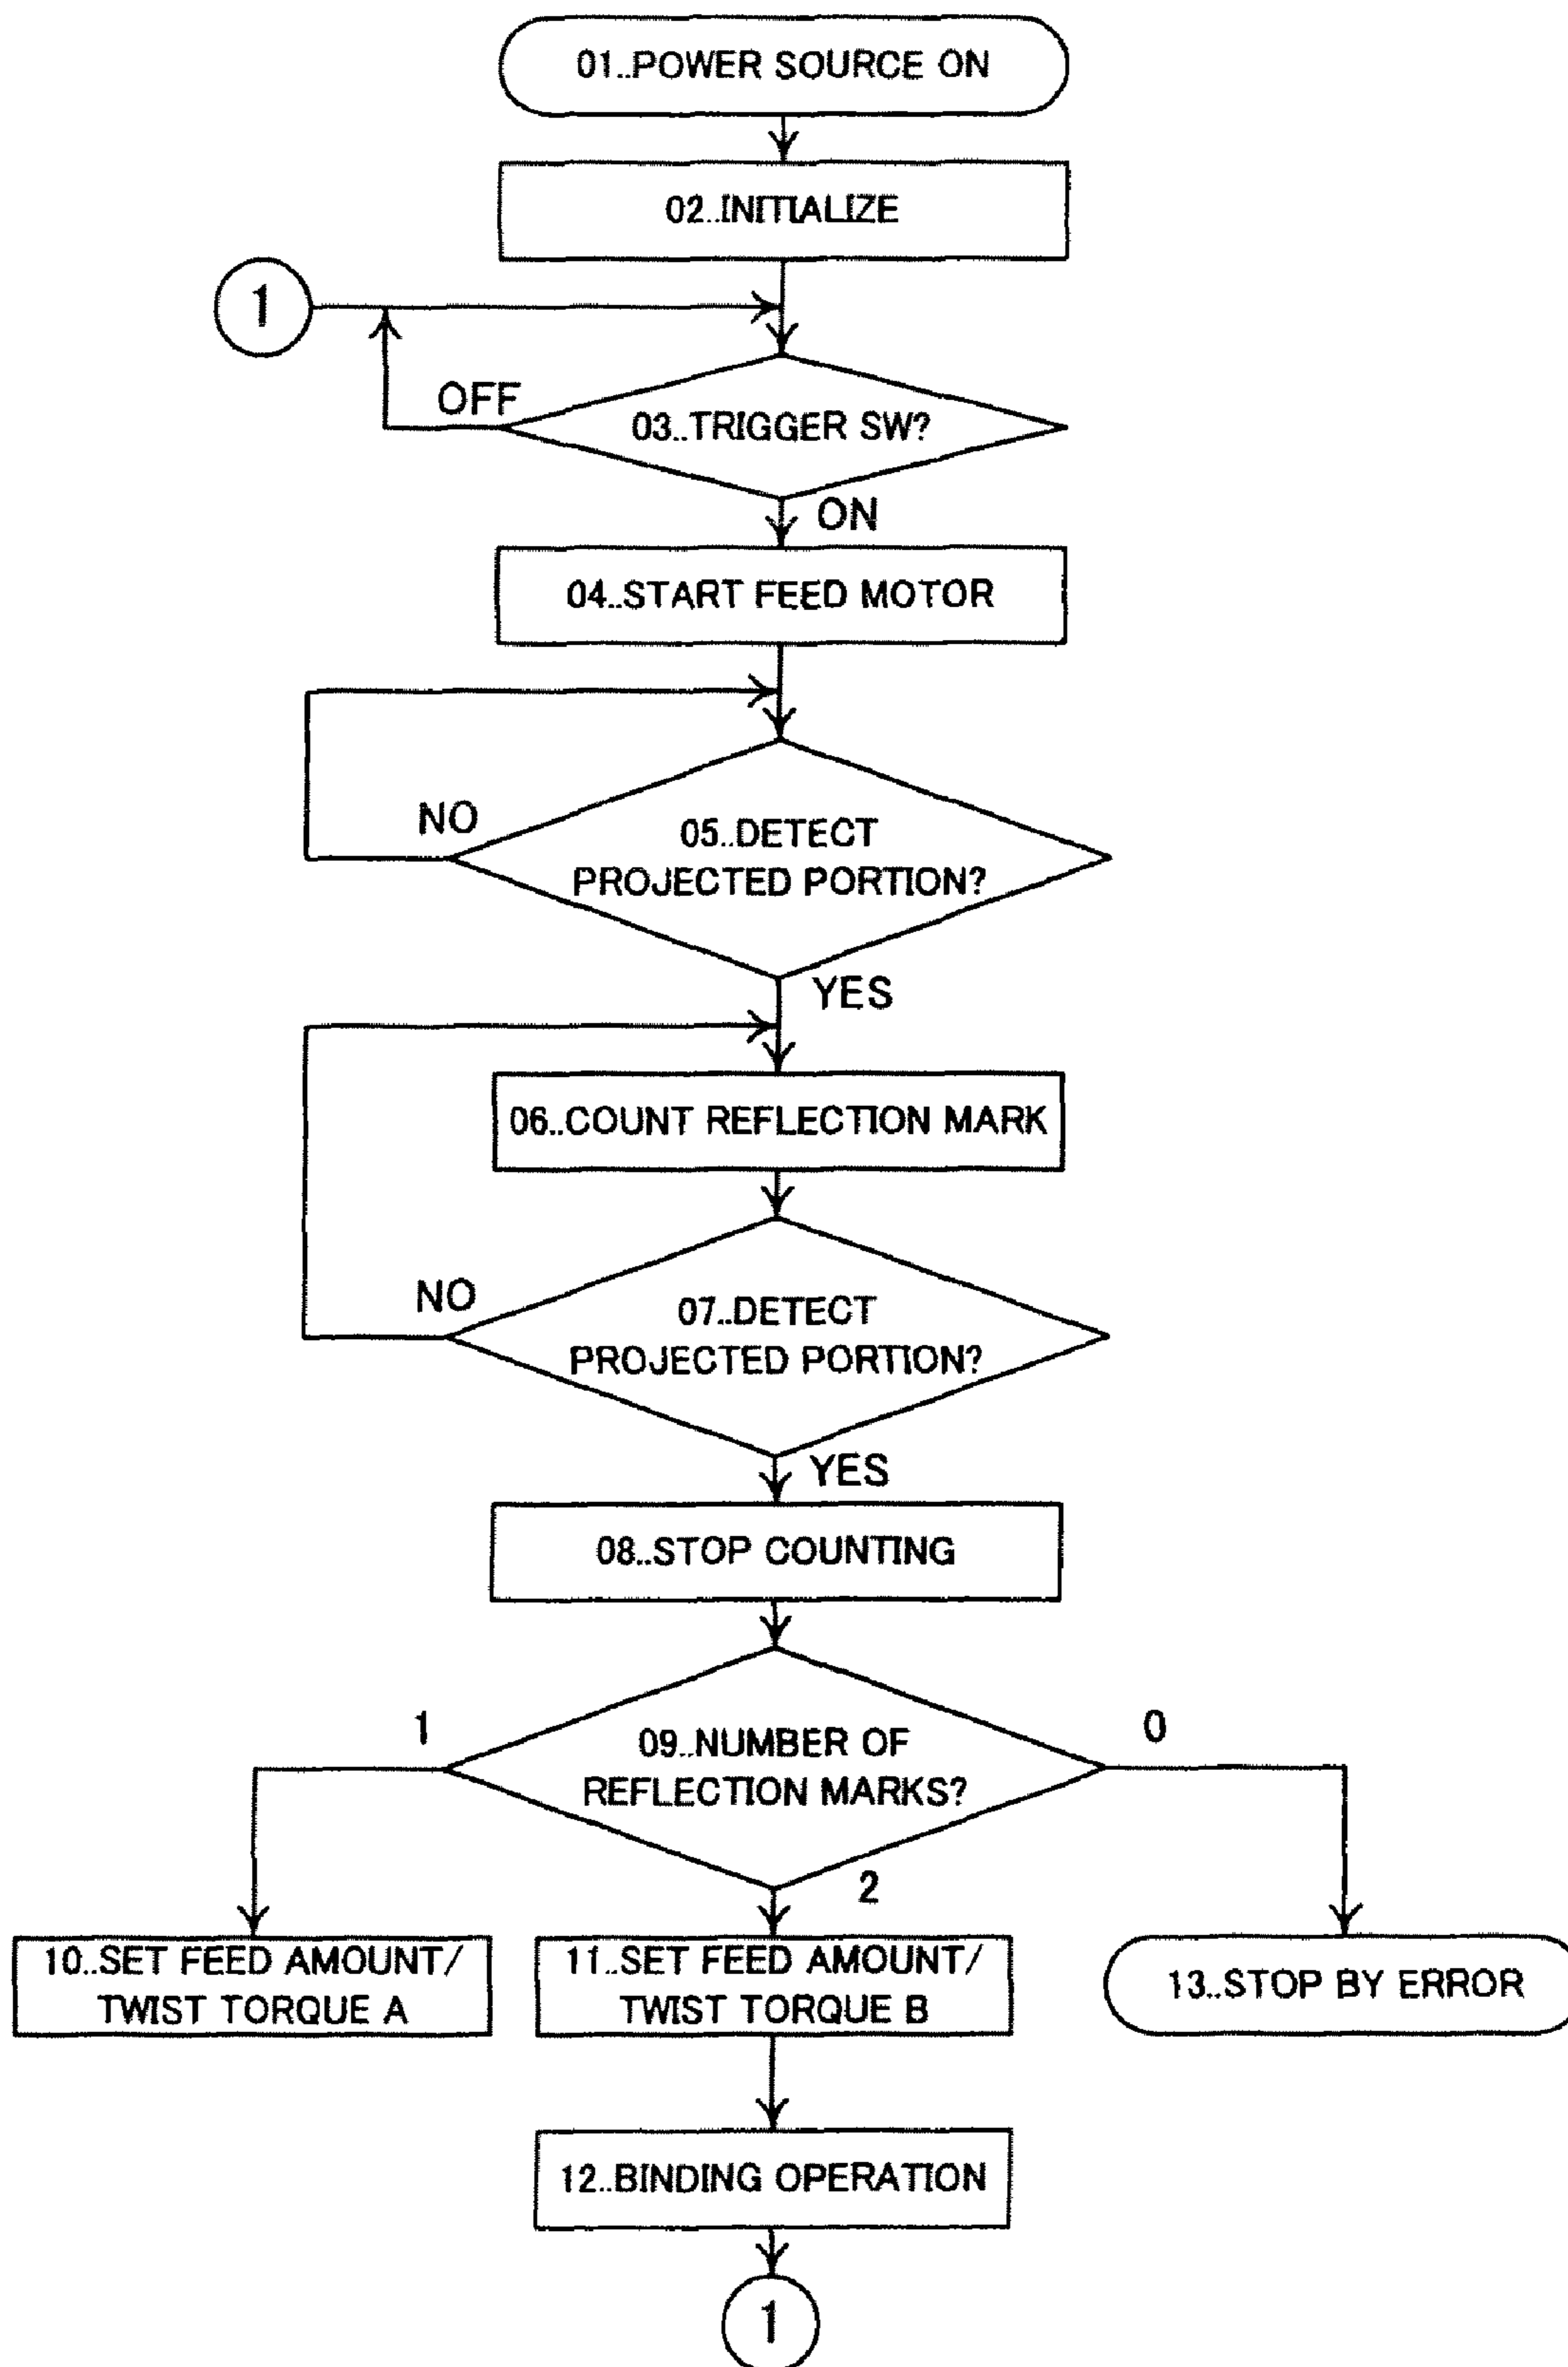 01..POWER SOURCE ON
02..INITIALIZE
1
OFF
03..TRIGGER SW?
ON
04..START FEED MOTOR
NO
05..DETECT
PROJECTED PORTION?
YES
06..COUNT REFLECTION MARK
NO
07..DETECT
PROJECTED PORTION?
YES
08..STOP COUNTING
1
09..NUMBER OF
REFLECTION MARKS?
0
2
10..SET FEED AMOUNT/
TWIST TORQUE A
11..SET FEED AMOUNT/
TWIST TORQUE B
13..STOP BY ERROR
12..BINDING OPERATION
1